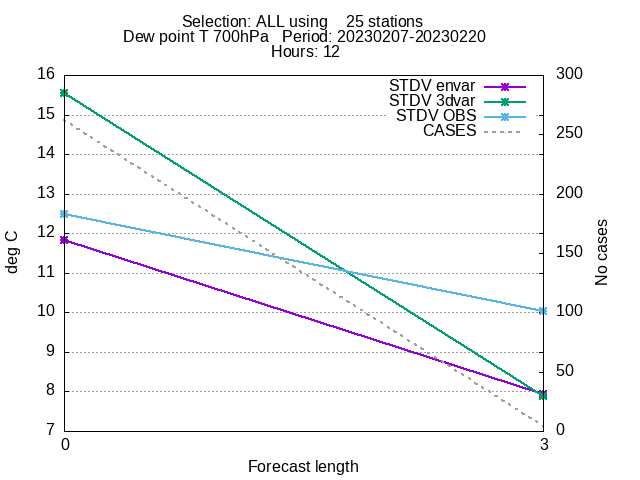 Selection: ALL using    25 stations
Dew point T 700hPa   Period: 20230207-20230220
Hours: 12
STDV envar
STDV 3dvar
STDV OBS
CASES
16
15
14
13
12
11
10
9
8
7
deg C
300
250
200
150
100
50
0
No cases
0
3
Forecast length